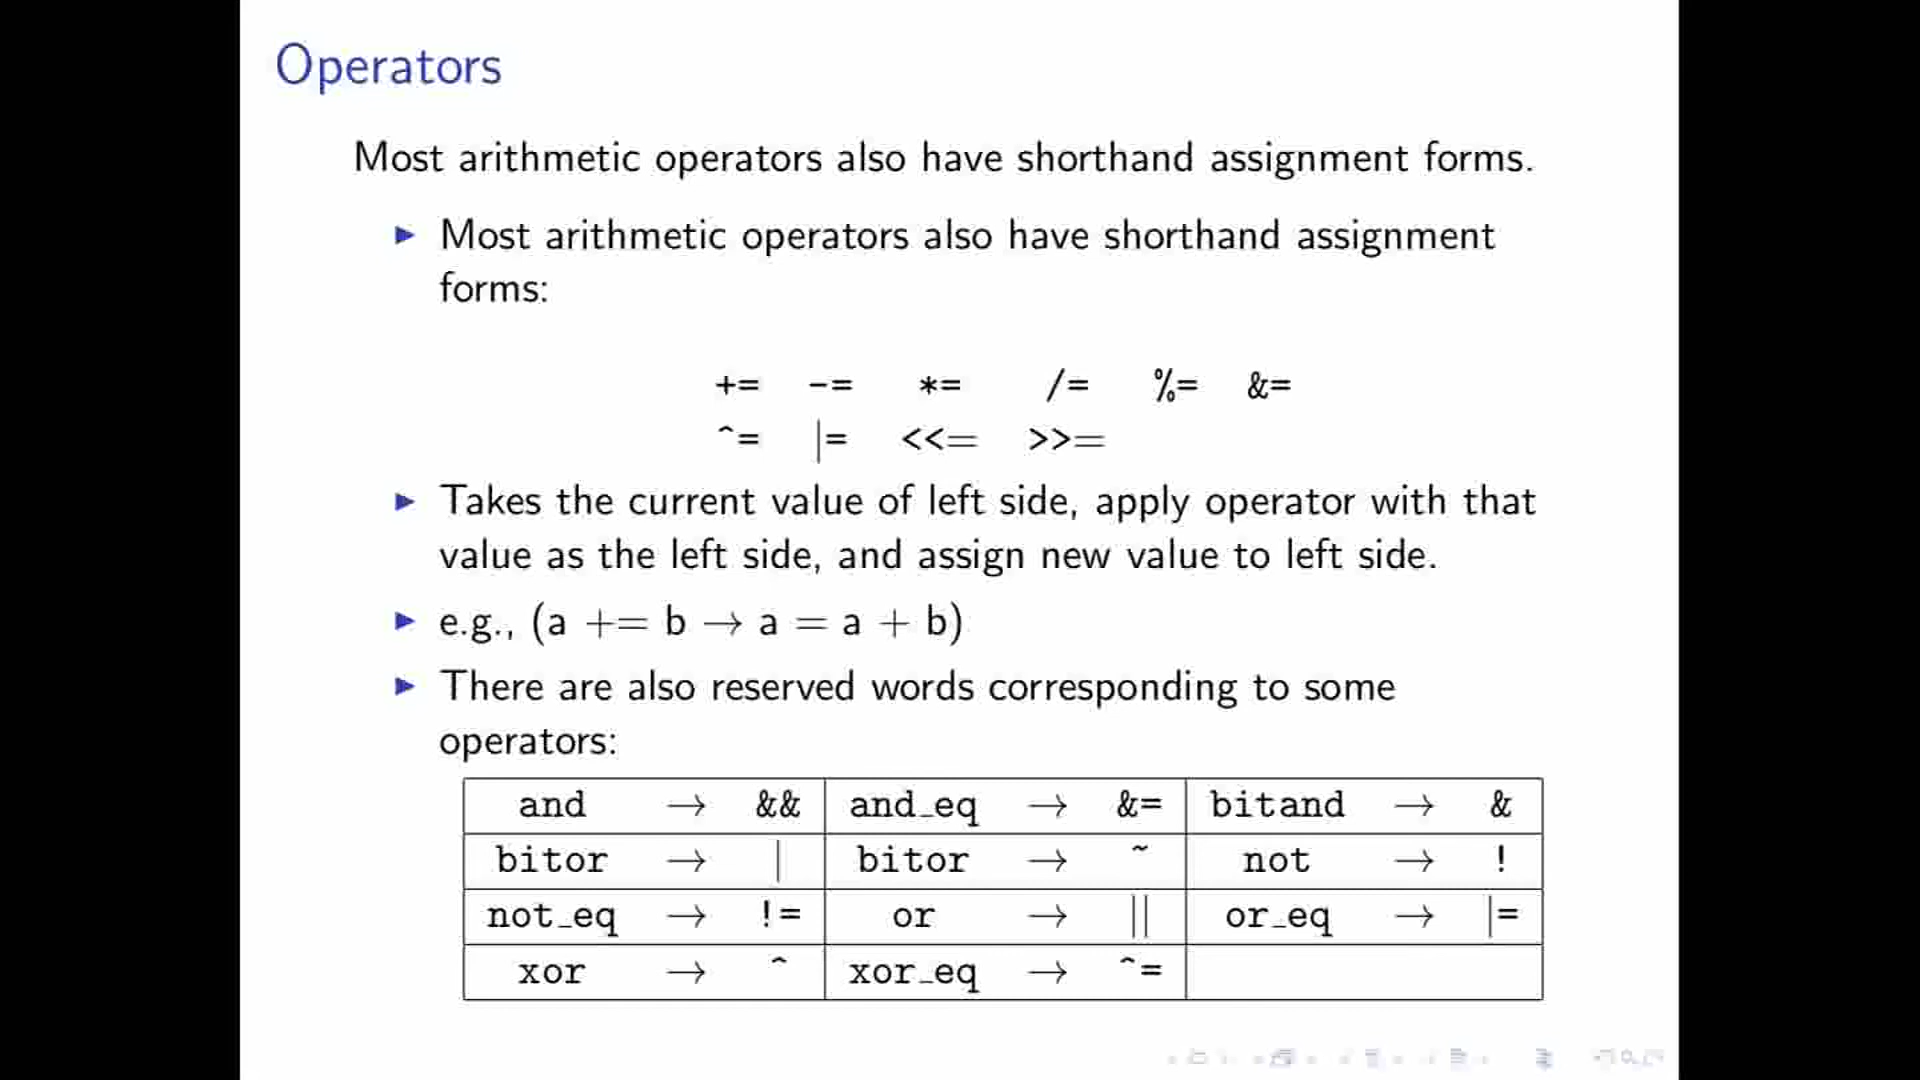 Operators
Most arithmetic operators also have shorthand assignment forms.
▶ Most arithmetic operators also have shorthand assignment
forms:
+= -= *= /= %= &=
^= |= <<= >>=
▶ Takes the current value of left side, apply operator with that
value as the left side, and assign new value to left side.
▶ e.g., (a += b → a = a + b)
▶ There are also reserved words corresponding to some
operators:
and → && and_eq → &= bitand → &
bitor → | bitor → ~ not → !
not_eq → != or → || or_eq → |=
xor → ^ xor_eq → ^=